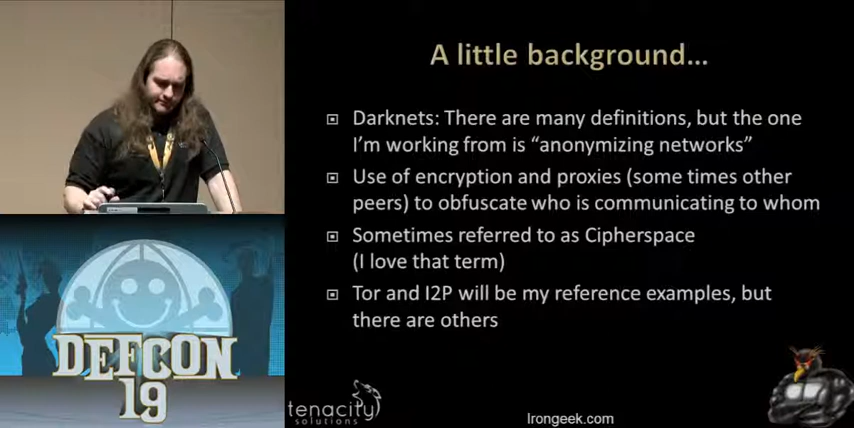 A little background...
Darknets: There are many definitions, but the one
I'm working from is "anonymizing networks"
Use of encryption and proxies (some times other
peers) to obfuscate who is communicating to whom
Sometimes referred to as Cipherspace
(I love that term)
Tor and I2P will be my reference examples, but
there are others
DEFCON
19
tenacity
solutions
Irongeek.com